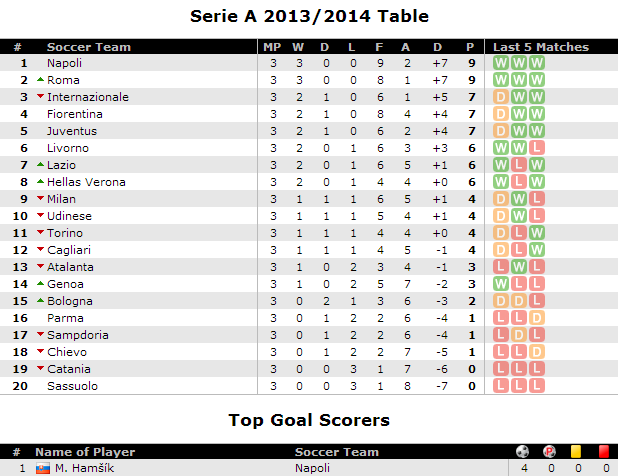 Serie A 2013/2014 Table
# Soccer Team MP W D L F A D P Last 5 Matches
1 Napoli 3 3 0 0 9 2 +7 9 W W W
2 Roma 3 3 0 0 8 1 +7 9 W W W
3 Internazionale 3 2 1 0 6 1 +5 7 D W W
4 Fiorentina 3 2 1 0 8 4 +4 7 D W W
5 Juventus 3 2 1 0 6 2 +4 7 D W W
6 Livorno 3 2 0 1 6 3 +3 6 W W L
7 Lazio 3 2 0 1 6 5 +1 6 W L W
8 Hellas Verona 3 2 0 1 4 4 +0 6 W L W
9 Milan 3 1 1 1 6 5 +1 4 D W L
10 Udinese 3 1 1 1 5 4 +1 4 D W L
11 Torino 3 1 1 1 4 4 +0 4 D L W
12 Cagliari 3 1 1 1 4 5 -1 4 D L W
13 Atalanta 3 1 0 2 3 4 -1 3 L W L
14 Genoa 3 1 0 2 5 7 -2 3 W L L
15 Bologna 3 0 2 1 3 6 -3 2 D D L
16 Parma 3 0 1 2 2 6 -4 1 L L D
17 Sampdoria 3 0 1 2 2 6 -4 1 L D L
18 Chievo 3 0 1 2 2 7 -5 1 L L D
19 Catania 3 0 0 3 1 7 -6 0 L L L
20 Sassuolo 3 0 0 3 1 8 -7 0 L L L
Top Goal Scorers
# Name of Player Soccer Team P
1 M. Hamšík Napoli 4 0 0 0